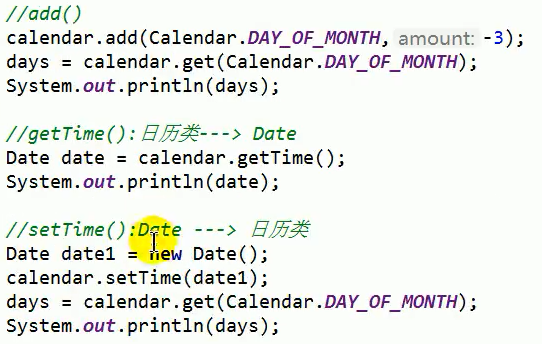 //add()
calendar.add(Calendar.DAY_OF_MONTH, amount: -3);
days = calendar.get(Calendar.DAY_OF_MONTH);
System.out.println(days);
//getTime():日历类---> Date
Date date = calendar.getTime();
System.out.println(date);
//setTime():Date ---> 日历类
Date date1 = new Date();
calendar.setTime(date1);
days = calendar.get(Calendar.DAY_OF_MONTH);
System.out.println(days);